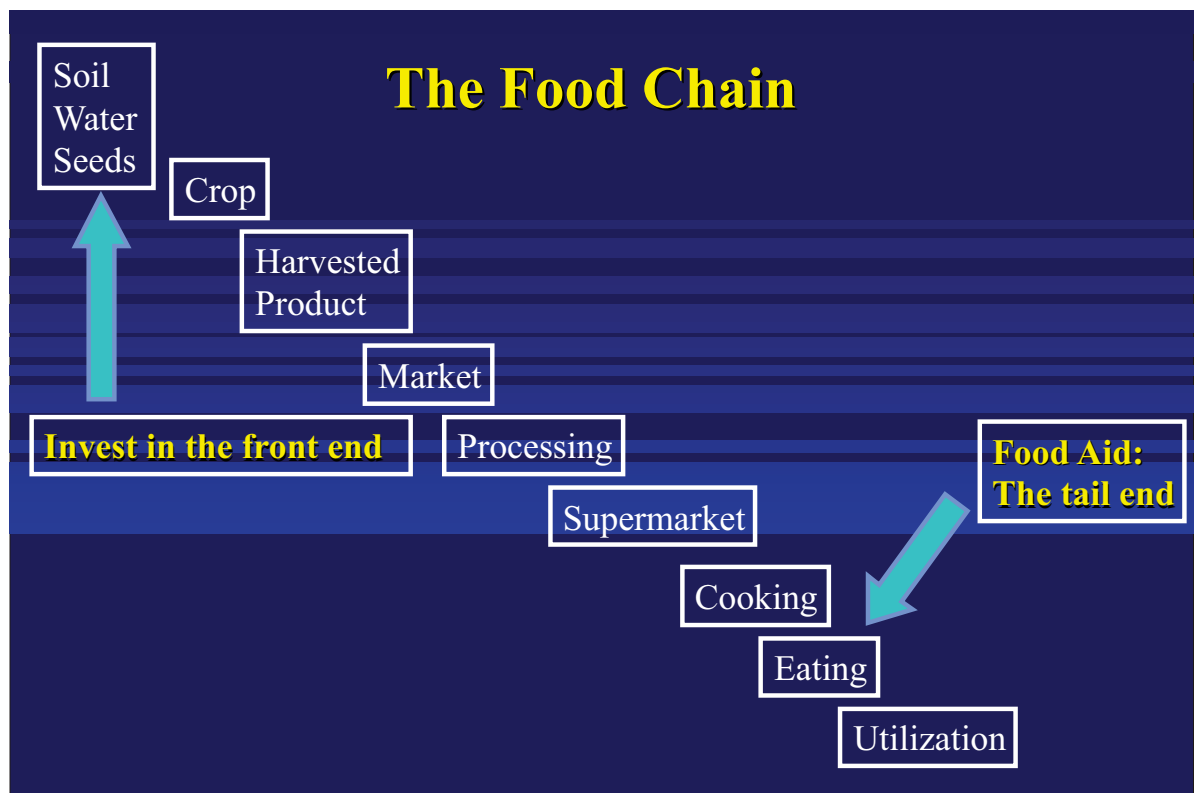 The Food Chain
Soil
Water
Seeds
Crop
Harvested
Product
Market
Invest in the front end
Processing
Food Aid:
The tail end
Supermarket
Cooking
Eating
Utilization